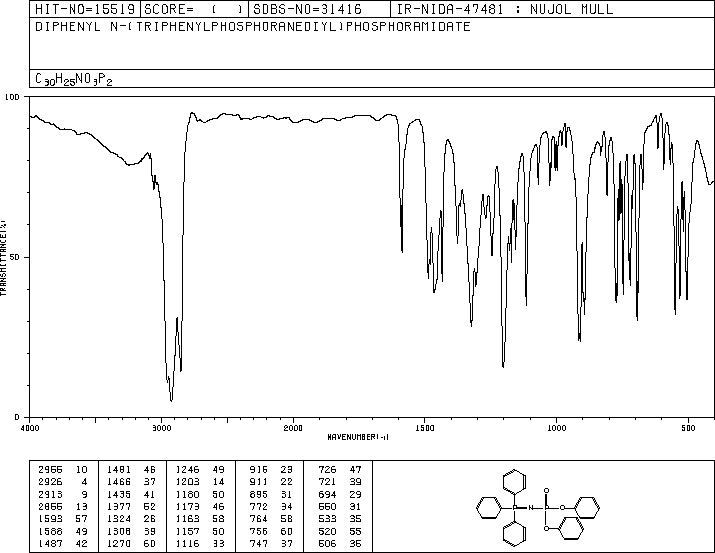 HIT-NO=15519 SCORE= ( ) SDBS-NO=31416 IR-NIDA-47481 : NUJOL MULL
DIPHENYL N-(TRIPHENYLPHOSPHORANEDIYL)PHOSPHORAMIDATE
C30H25NO3P2
100
50
0
TRANSMITTANCE(%)
4000 3000 2000 1500 1000 500
WAVENUMBER(-1)
2955 10 1481 46 1246 49 916 23 726 47
2926 4 1466 37 1203 14 911 22 721 39
2913 9 1435 41 1180 50 895 31 694 29
2855 13 1377 52 1173 46 772 34 550 31
1593 57 1324 26 1163 58 764 58 533 35
1588 49 1308 39 1157 50 756 60 520 55
1487 42 1270 60 1116 33 747 37 506 35
O
P N P O
O